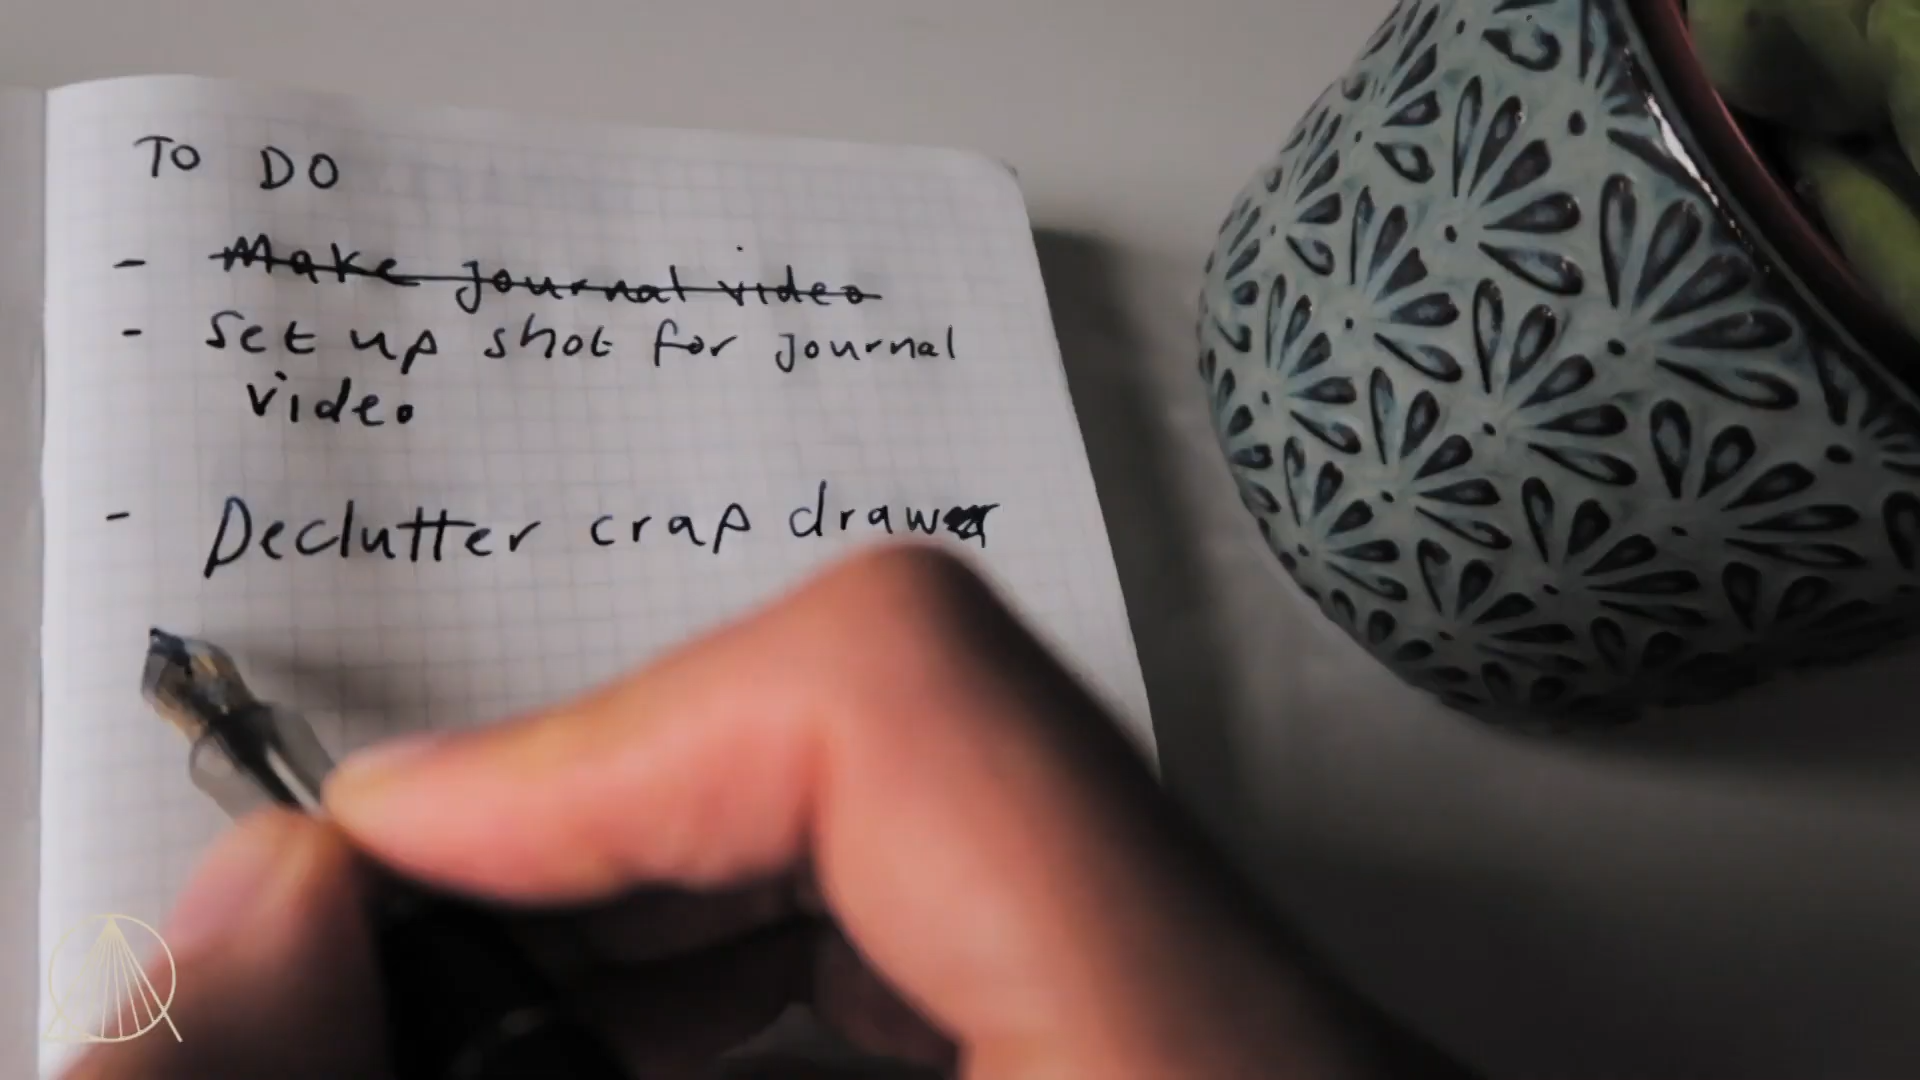 TO DO
- Make journal video
- Set up shot for journal
video
- Declutter crap drawer